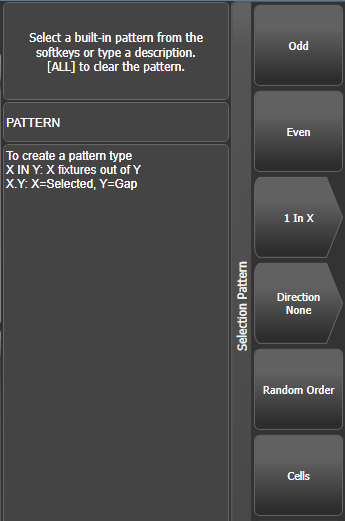 Select a built-in pattern from the
softkeys or type a description.
[ALL] to clear the pattern.
PATTERN
To create a pattern type
X IN Y: X fixtures out of Y
X.Y: X=Selected, Y=Gap
Selection Pattern
Odd
Even
1 In X
Direction
None
Random Order
Cells